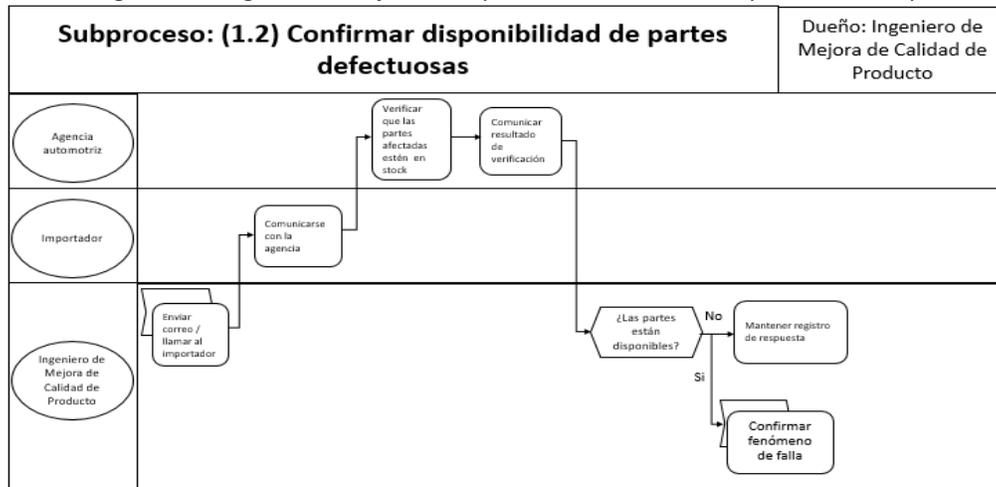 Subproceso: (1.2) Confirmar disponibilidad de partes
defectuosas
Dueño: Ingeniero de
Mejora de Calidad de
Producto
Agencia
automotriz
Verificar
que las
partes
afectadas
estén en
stock
Comunicar
resultado
de
verificación
Importador
Comunicarse
con la
agencia
Ingeniero de
Mejora de
Calidad de
Producto
Enviar
correo /
llamar al
importador
¿Las partes
están
disponibles?
No
Mantener registro
de respuesta
Si
Confirmar
fenómeno
de falla